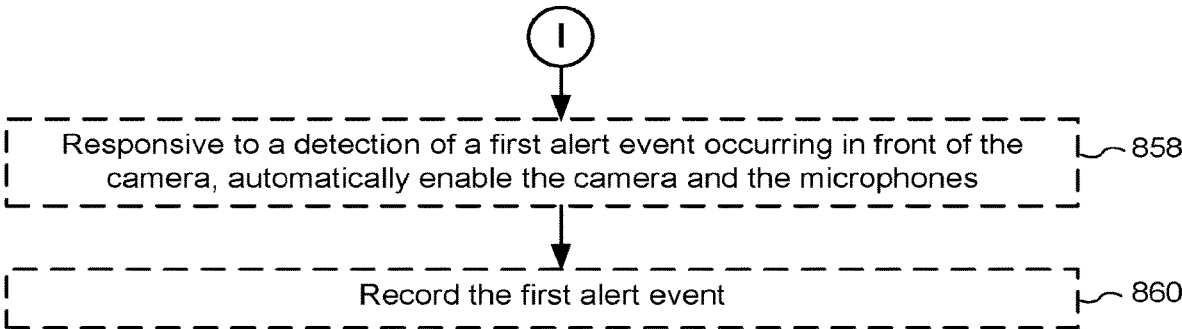 I
Responsive to a detection of a first alert event occurring in front of the
camera, automatically enable the camera and the microphones
858
Record the first alert event
860